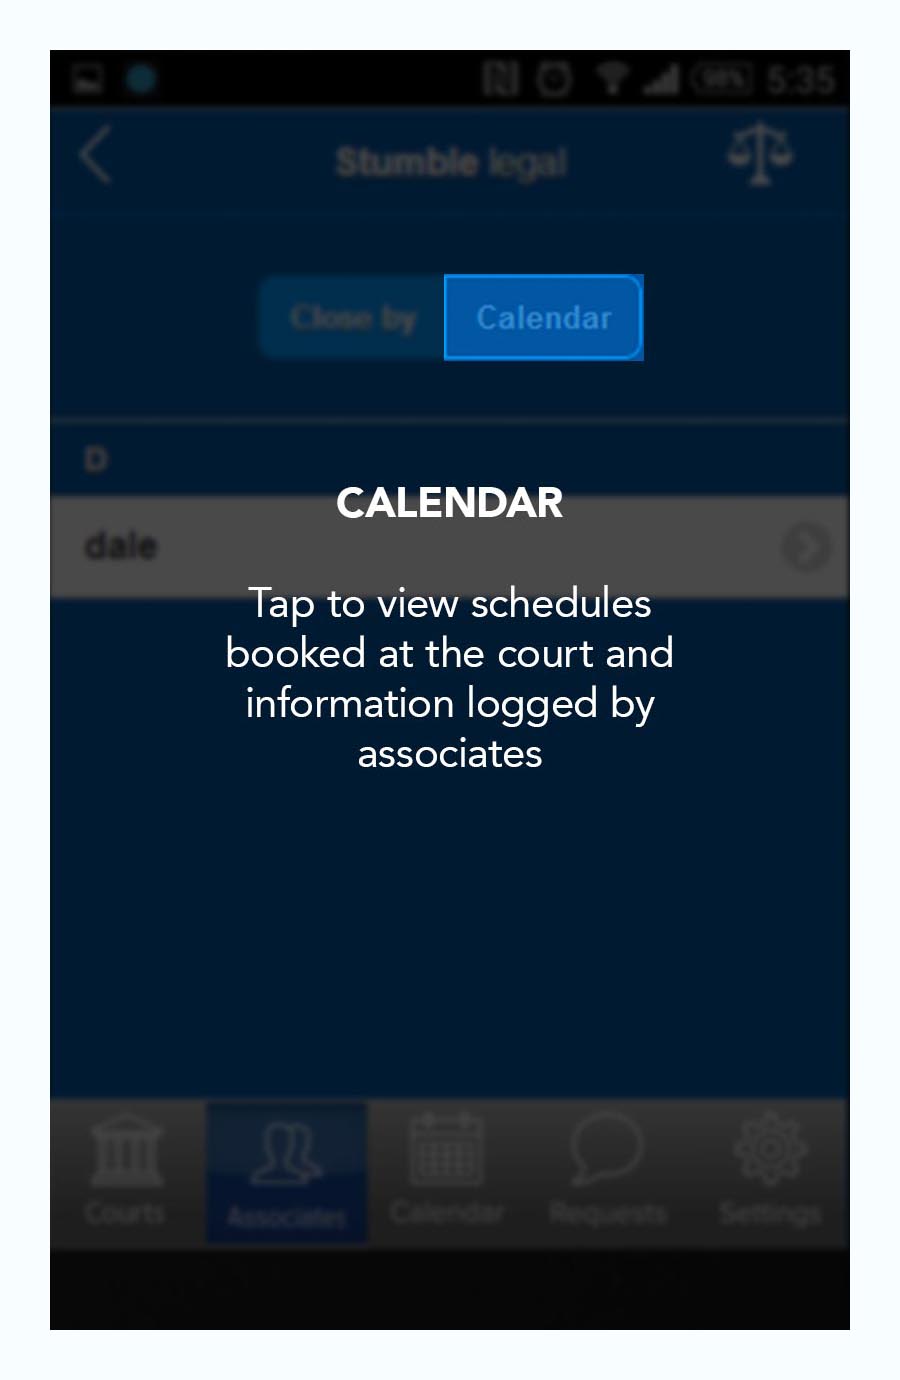 98% 5:35
Stumble legal
Close by Calendar
D
CALENDAR
dale
Tap to view schedules
booked at the court and
information logged by
associates
Courts Associates Calendar Requests Settings